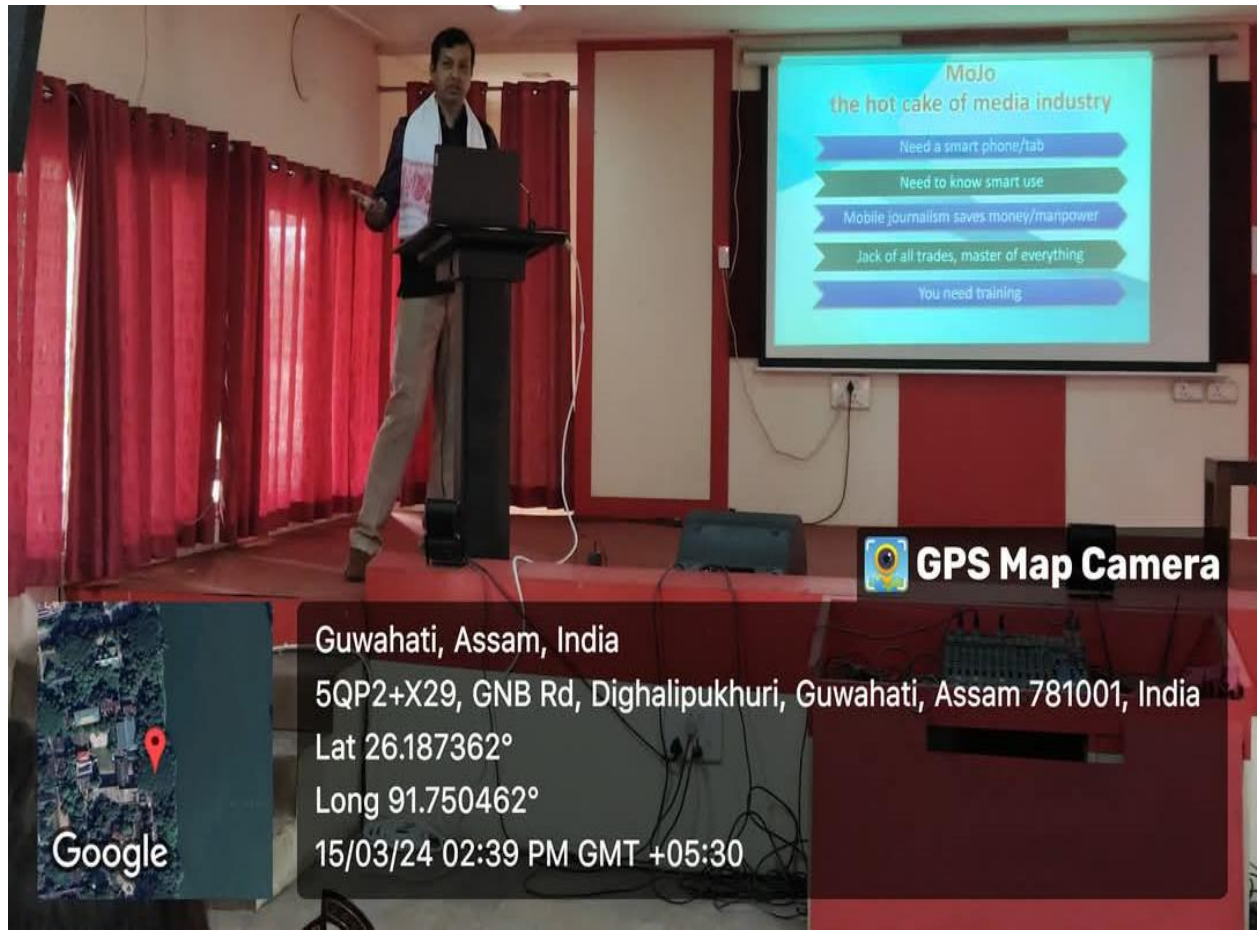 MoJo
the hot cake of media industry
Need a smart phone/tab
Need to know smart use
Mobile journalism saves money/manpower
Jack of all trades, master of everything
You need training
GPS Map Camera
Guwahati, Assam, India
5QP2+X29, GNB Rd, Dighalipukhuri, Guwahati, Assam 781001, India
Lat 26.187362°
Long 91.750462°
15/03/24 02:39 PM GMT +05:30
Google